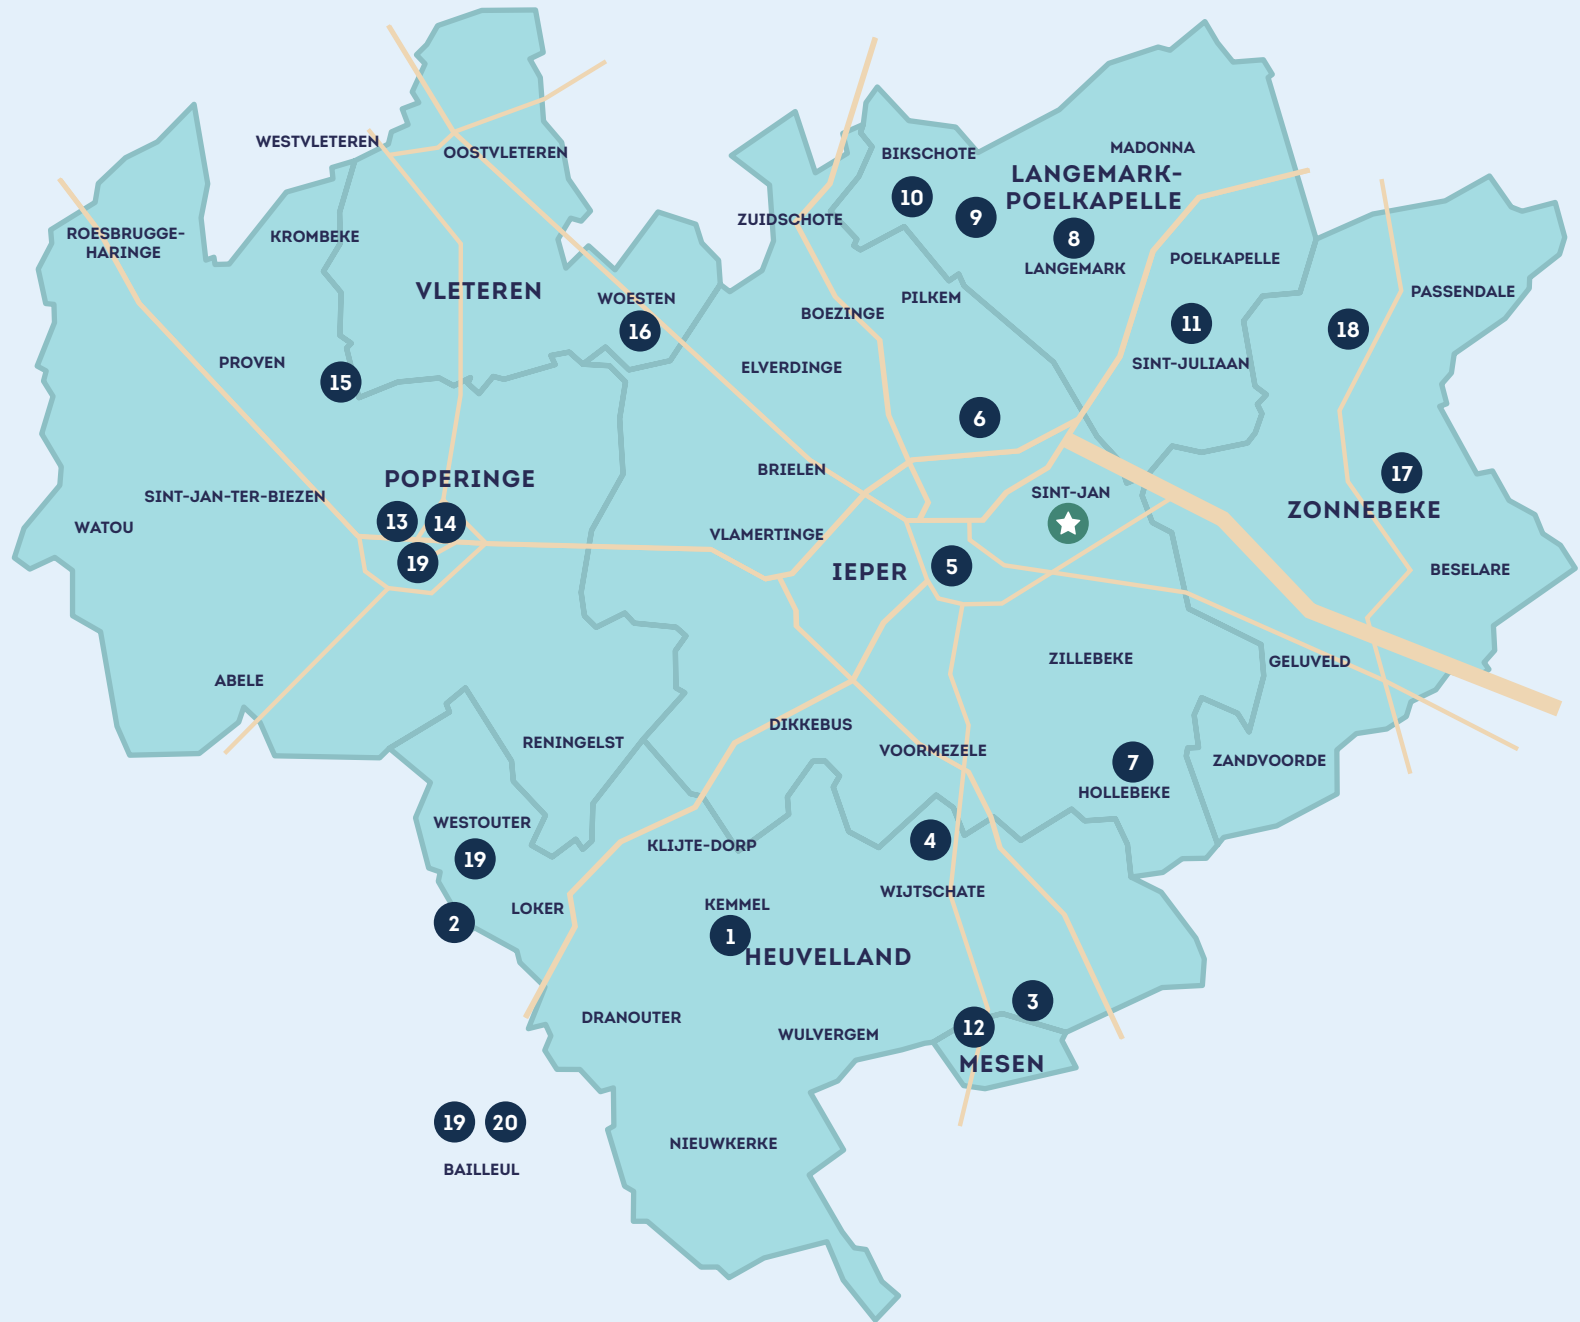 MADONNA
WESTVLETEREN
OOSTVLETEREN
BIKSCHOTE
LANGEMARK-
POELKAPELLE
10
9
ZUIDSCHOTE
8
ROESBRUGGE-
HARINGE
KROMBEKE
LANGEMARK
POELKAPELLE
VLETEREN
WOESTEN
PILKEM
PASSENDALE
BOEZINGE
16
11
18
PROVEN
ELVERDINGE
SINT-JULIAAN
15
6
BRIELEN
17
POPERINGE
SINT-JAN-TER-BIEZEN
SINT-JAN
ZONNEBEKE
WATOU
13
14
VLAMERTINGE
19
IEPER
5
BESELARE
ZILLEBEKE
GELUVELD
ABELE
DIKKEBUS
RENINGELST
VOORMEZELE
ZANDVOORDE
7
HOLLEBEKE
WESTOUTER
KLIJTE-DORP
4
19
WIJTSCHATE
LOKER
KEMMEL
2
1
HEUVELLAND
3
DRANOUTER
WULVERGEM
12
MESEN
19
20
NIEUWKERKE
BAILLEUL